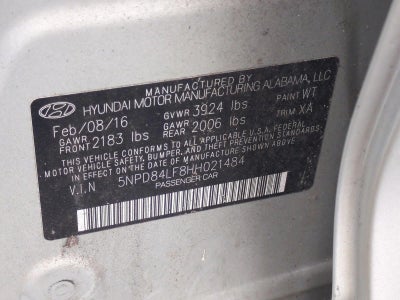 MANUFACTURED BY
HYUNDAI MOTOR MANUFACTURING ALABAMA, LLC
Feb/08/16 GVWR 3924 lbs PAINT WT
GAWR FRONT 2183 lbs GAWR REAR 2006 lbs TRIM XA
THIS VEHICLE CONFORMS TO ALL APPLICABLE U.S.A. FEDERAL
MOTOR VEHICLE SAFETY, BUMPER, AND THEFT PREVENTION STANDARDS
IN EFFECT ON THE DATE OF MANUFACTURE SHOWN ABOVE.
V.I.N 5NPD84LF8HH021484
PASSENGER CAR